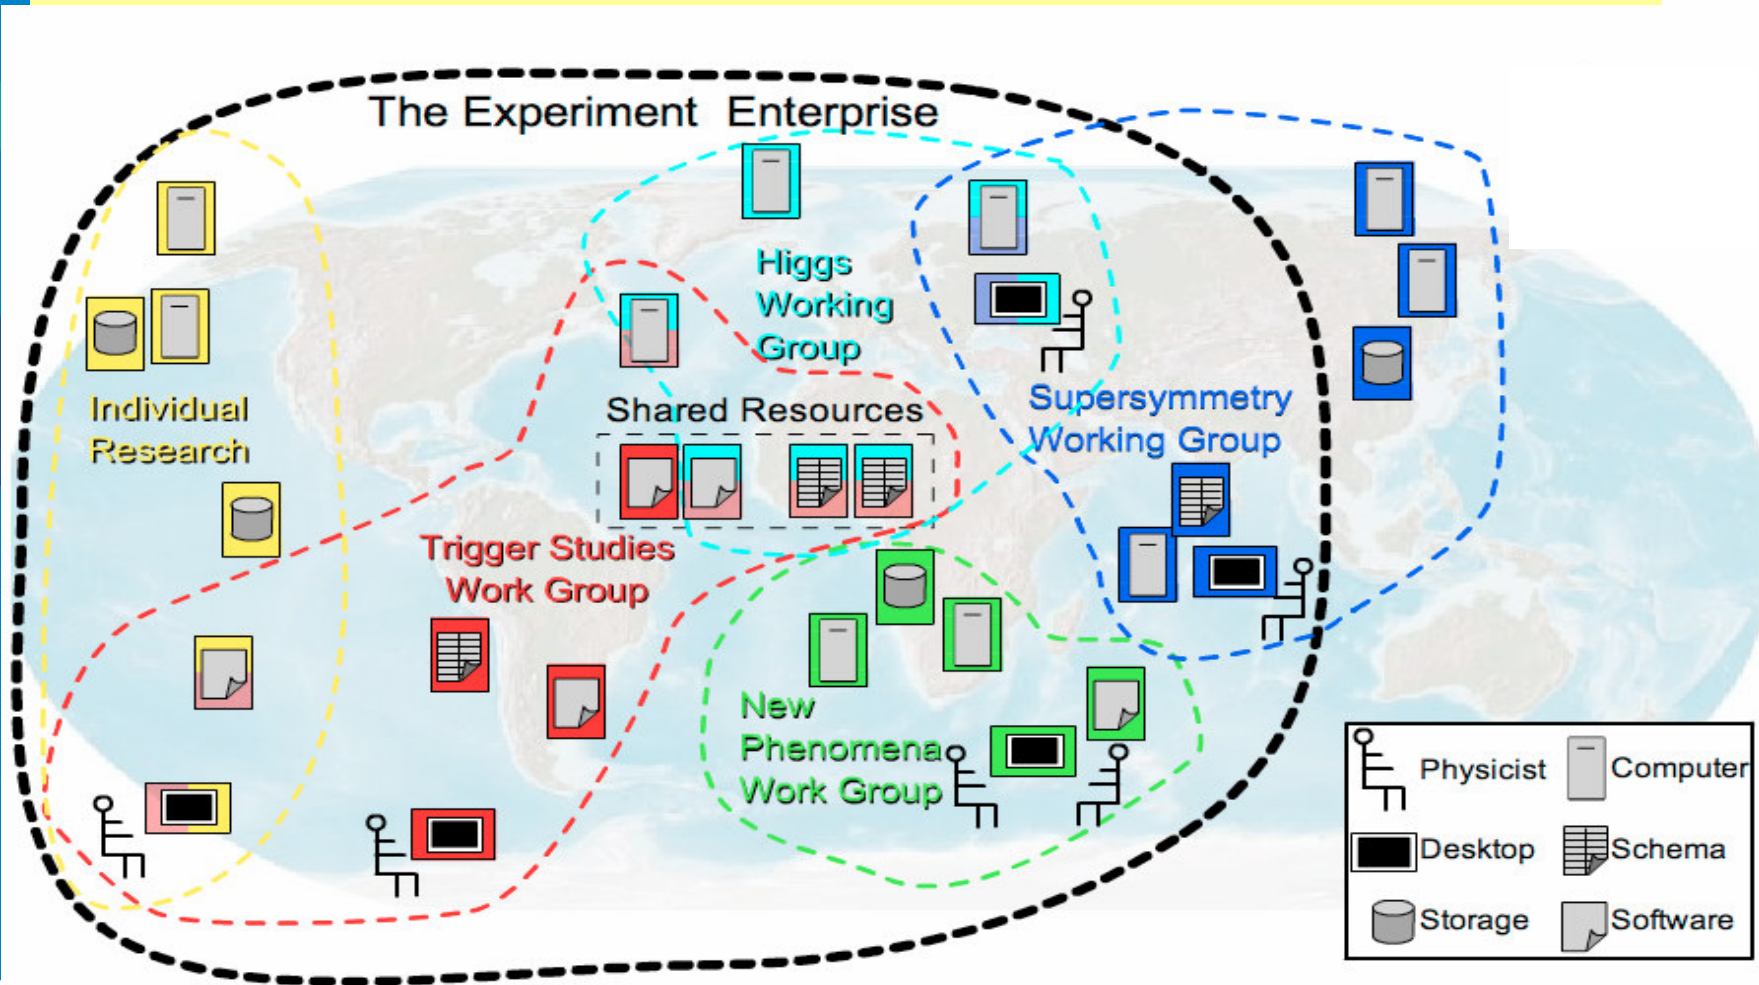 The Experiment Enterprise
Higgs
Working
Group
Individual
Research
Shared Resources
Supersymmetry
Working Group
Trigger Studies
Work Group
New
Phenomena
Work Group
Physicist
Computer
Desktop
Schema
Storage
Software